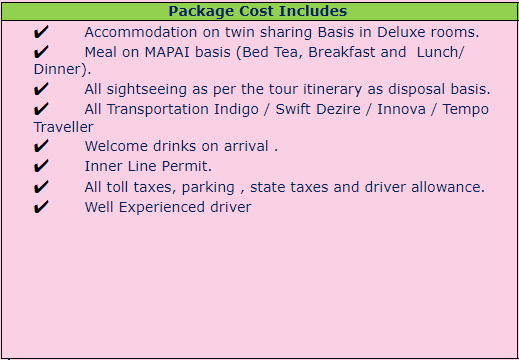 Package Cost Includes
✔ Accommodation on twin sharing Basis in Deluxe rooms.
✔ Meal on MAPAI basis (Bed Tea, Breakfast and Lunch/
Dinner).
✔ All sightseeing as per the tour itinerary as disposal basis.
✔ All Transportation Indigo / Swift Dezire / Innova / Tempo
Traveller
✔ Welcome drinks on arrival .
✔ Inner Line Permit.
✔ All toll taxes, parking , state taxes and driver allowance.
✔ Well Experienced driver